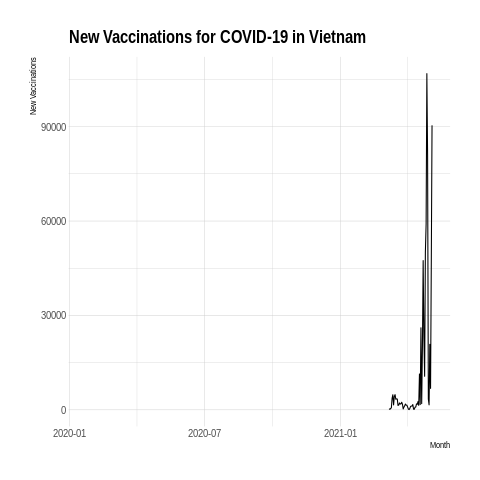 New Vaccinations for COVID-19 in Vietnam
New Vaccinations
90000
60000
30000
0
2020-01
2020-07
2021-01
Month